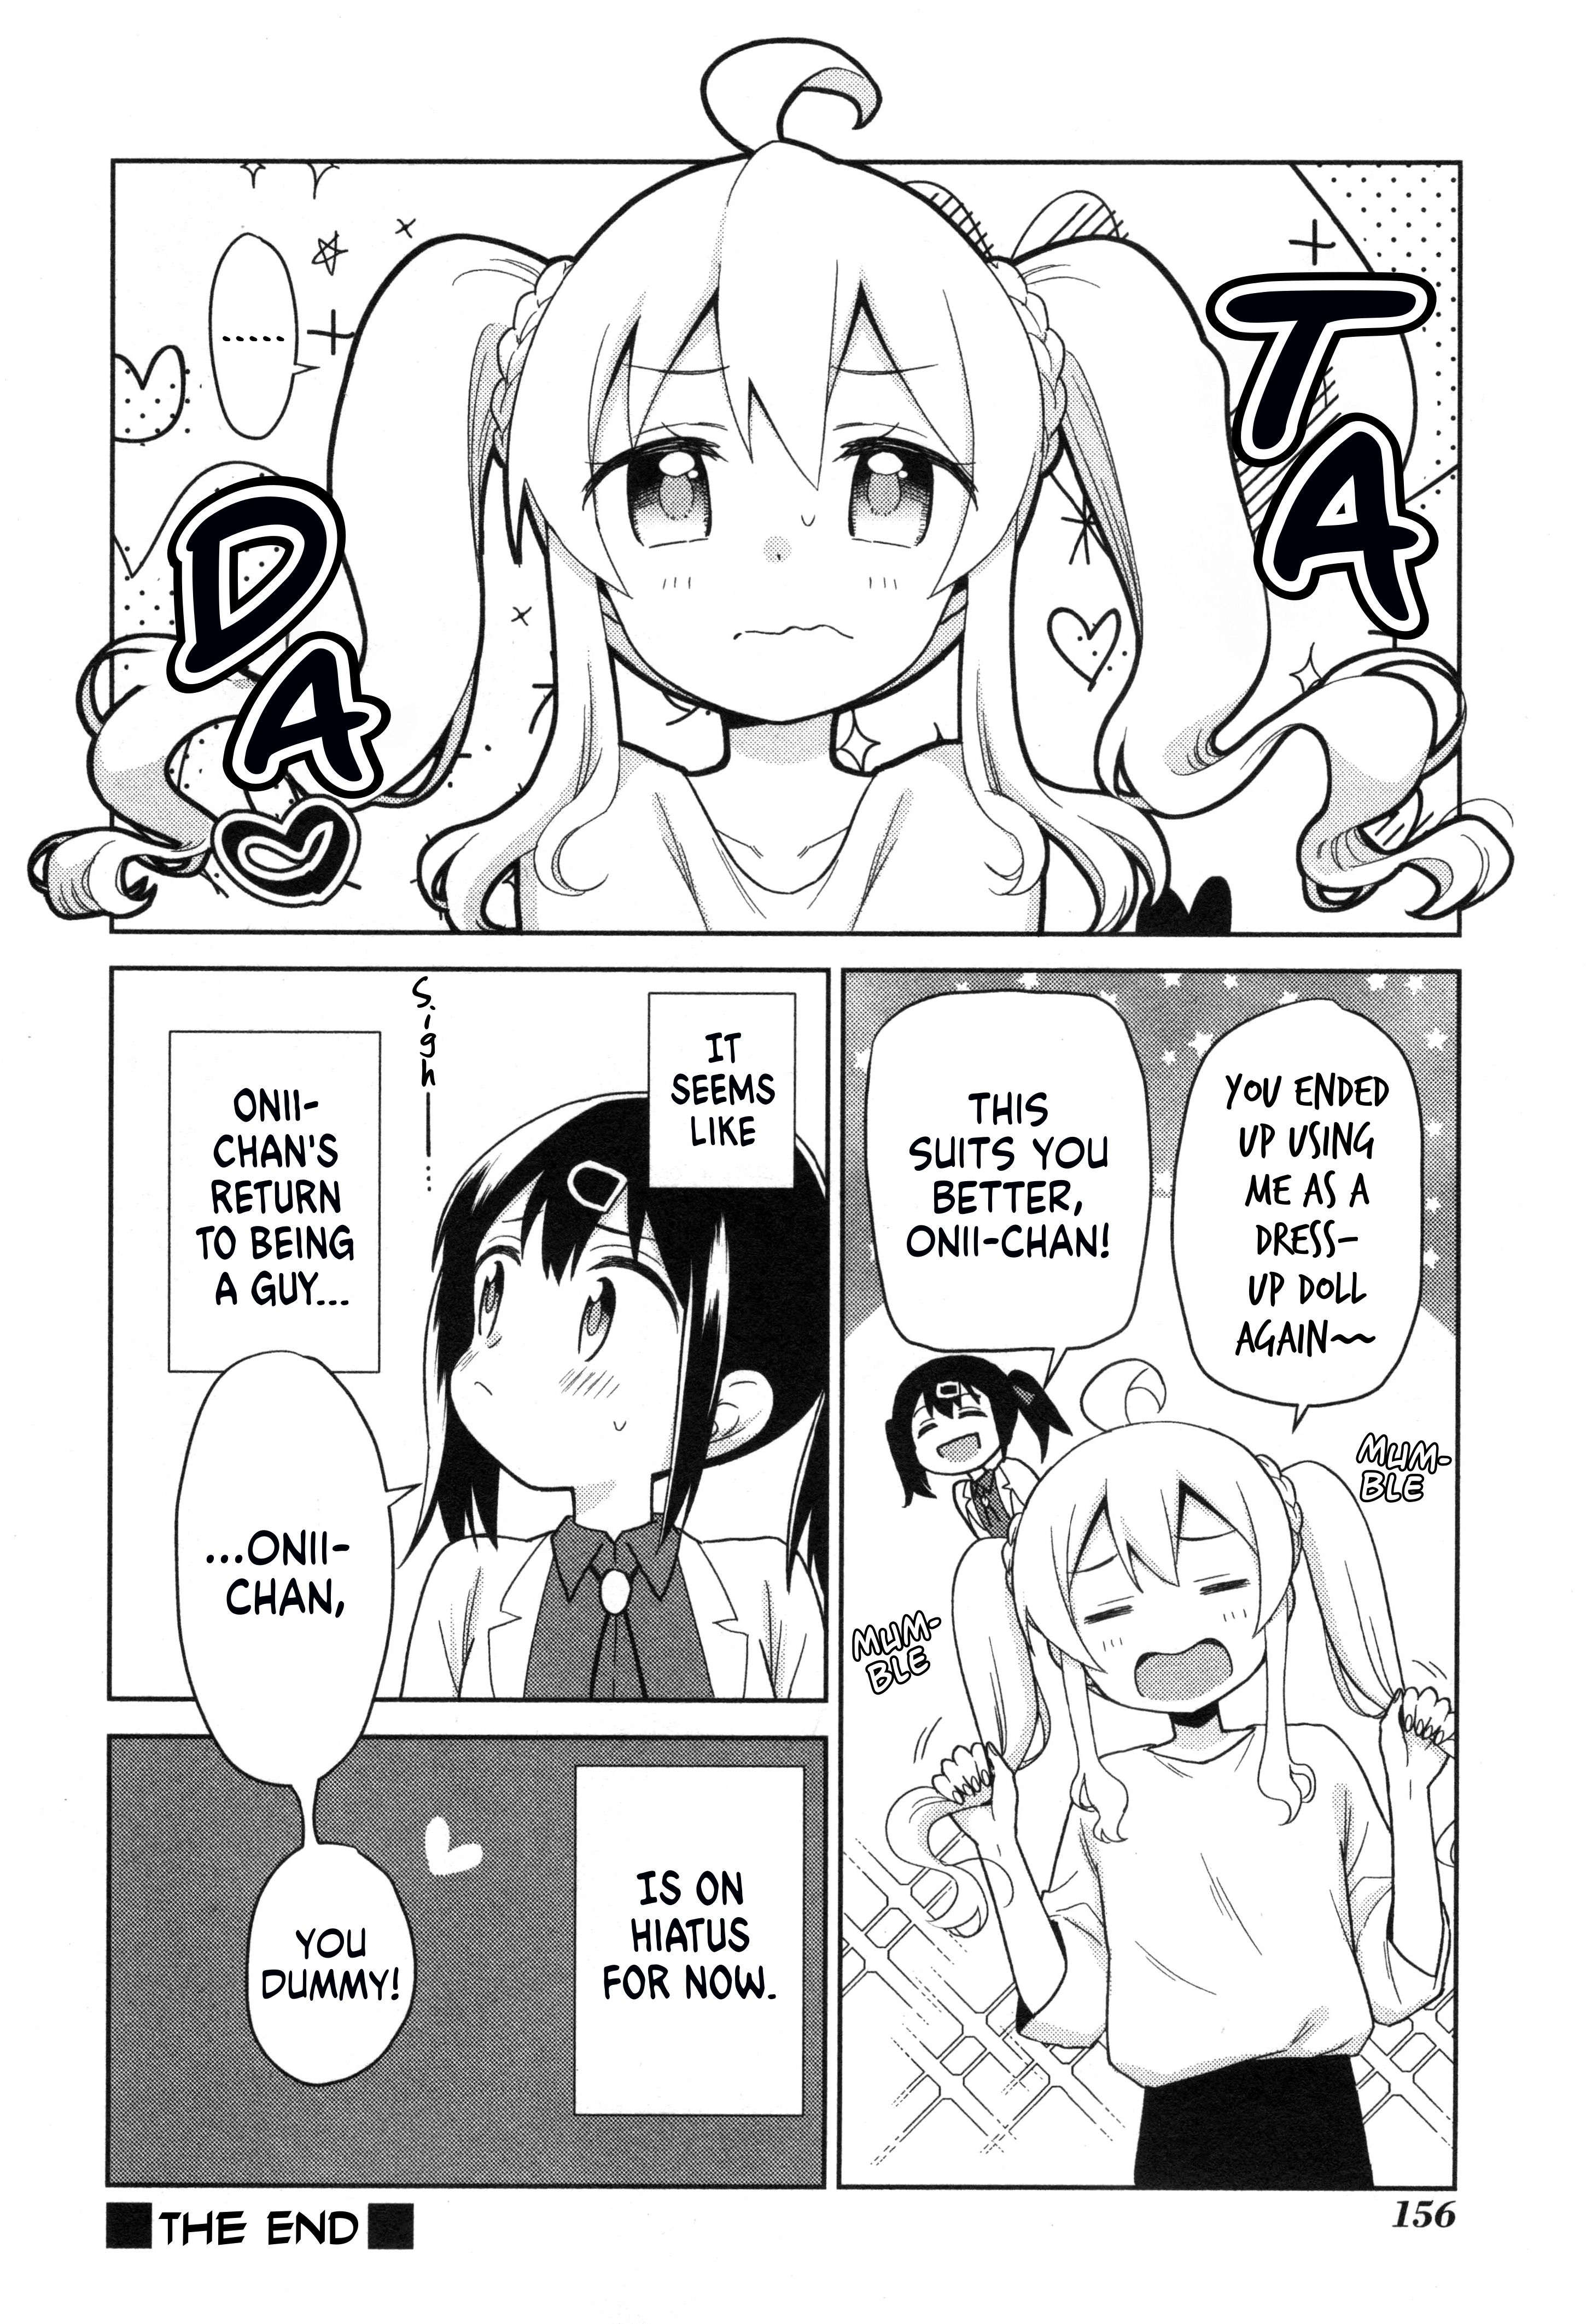 TA
......
DA
YOU ENDED
UP USING
ME AS A
DRESS-
UP DOLL
AGAIN~~
THIS
SUITS YOU
BETTER,
ONII-CHAN!
MUM-
BLE
MUM-
BLE
IT
SEEMS
LIKE
Sigh
ONII-
CHAN'S
RETURN
TO BEING
A GUY...
...ONII-
CHAN,
IS ON
HIATUS
FOR NOW.
YOU
DUMMY!
THE END
156